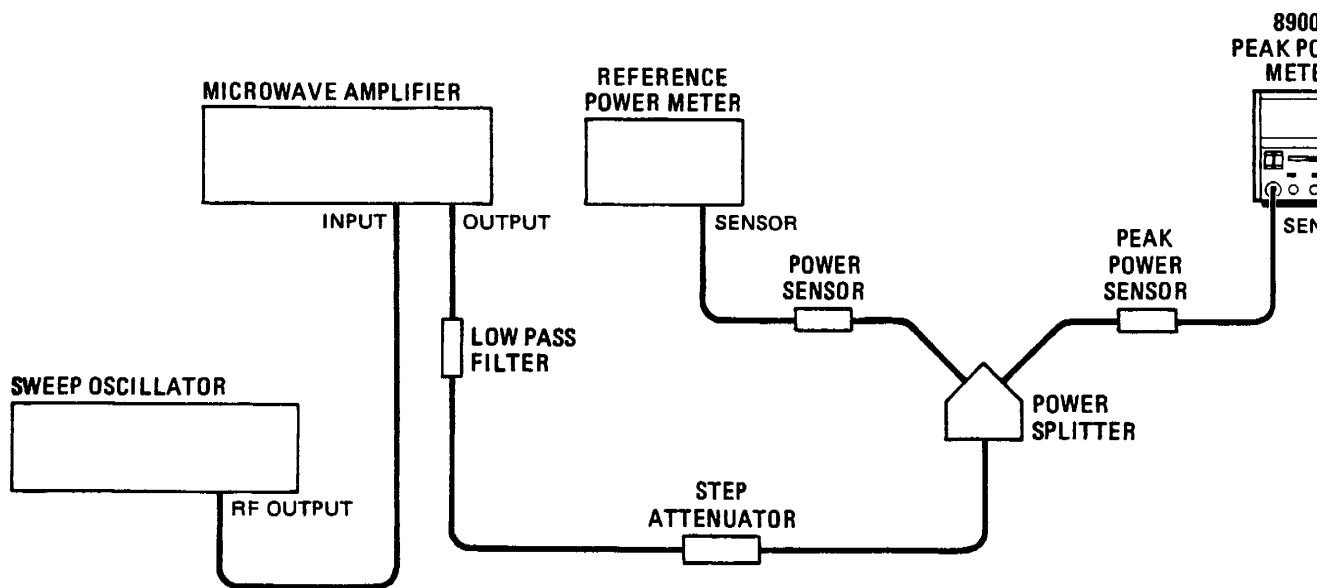 8900
PEAK PO
METE
MICROWAVE AMPLIFIER
REFERENCE
POWER METER
INPUT
OUTPUT
SENSOR
SEN
POWER
SENSOR
PEAK
POWER
SENSOR
LOW PASS
FILTER
SWEEP OSCILLATOR
RF OUTPUT
POWER
SPLITTER
STEP
ATTENUATOR